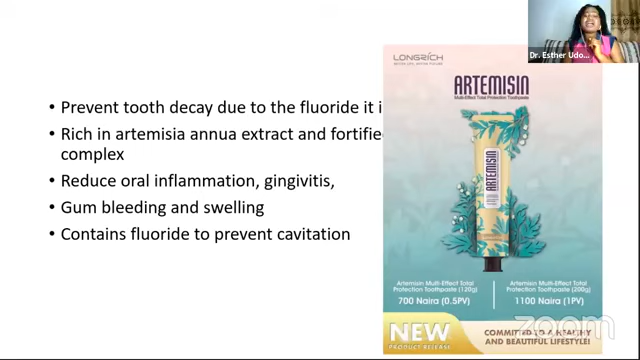 Dr. Esther Udo...
LONGRICH
ARTEMISIN
Multi-Effect Total Protection Toothpaste
ARTEMISIN
• Prevent tooth decay due to the fluoride it i
• Rich in artemisia annua extract and fortifie
complex
• Reduce oral inflammation, gingivitis,
• Gum bleeding and swelling
• Contains fluoride to prevent cavitation
Artemisin Multi-Effect Total
Protection Toothpaste (120g)
700 Naira (0.5PV)
Artemisin Multi-Effect Total
Protection Toothpaste (200g)
1100 Naira (1PV)
NEW
PRODUCT RELEASE
COMMITTED TO A HEALTHY
AND BEAUTIFUL LIFESTYLE!
zoom